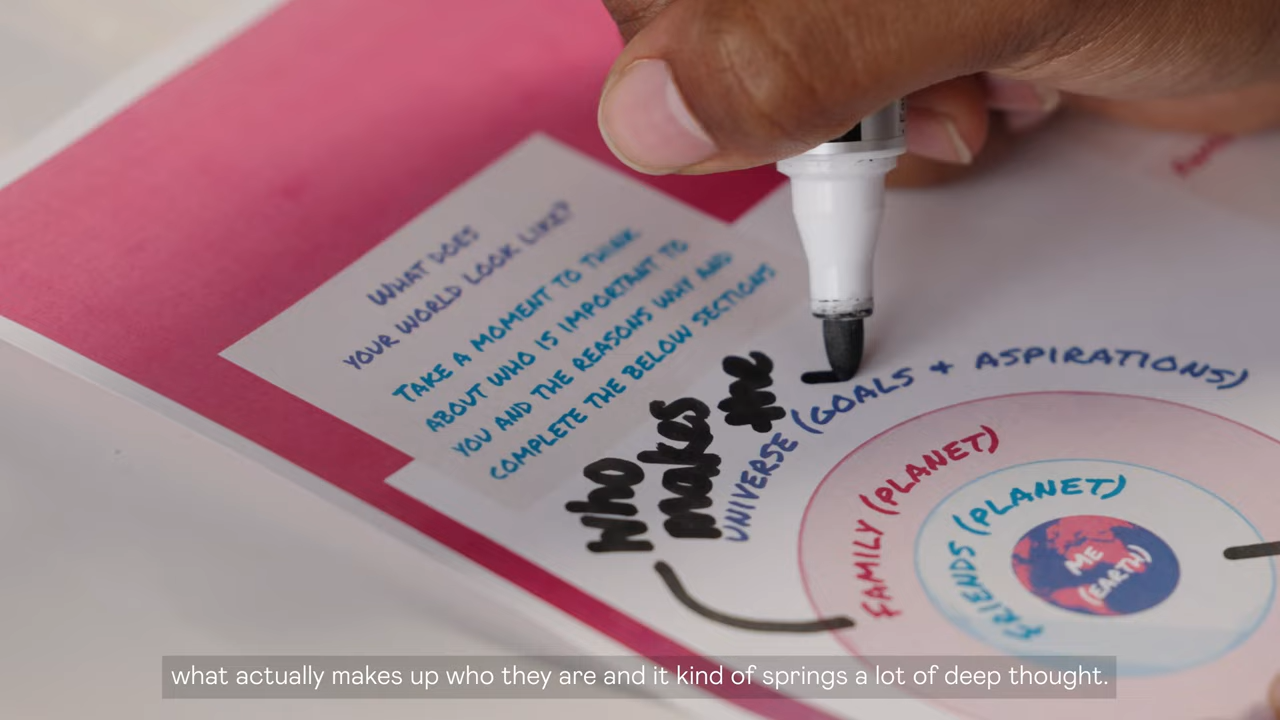 WHAT DOES
YOUR WORLD LOOK LIKE?
TAKE A MOMENT TO THINK
ABOUT WHO IS IMPORTANT TO
YOU AND THE REASONS WHY AND
COMPLETE THE BELOW SECTIONS
who
makes
me
UNIVERSE (GOALS + ASPIRATIONS)
FAMILY (PLANET)
FRIENDS (PLANET)
ME
(EARTH)
what actually makes up who they are and it kind of springs a lot of deep thought.